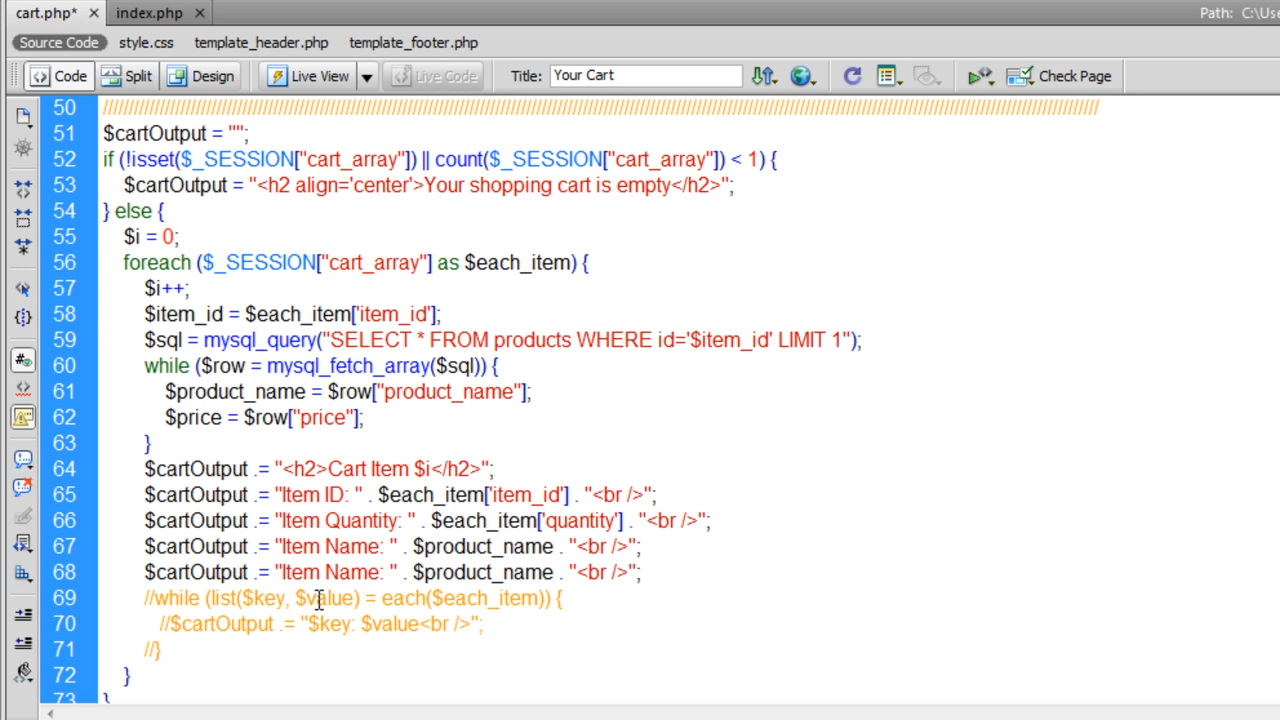 cart.php* × index.php × Path: C:\Use
Source Code style.css template_header.php template_footer.php
Code Split Design Live View Live Code Title: Your Cart Check Page
50 ////////////////////////////////////////////////////////////////////////////////////////////////////////////////////////////////////////////////////////////////////////////////////////////////
51 $cartOutput = "";
52 if (!isset($_SESSION["cart_array"]) || count($_SESSION["cart_array"]) < 1) {
53 $cartOutput = "<h2 align='center'>Your shopping cart is empty</h2>";
54 } else {
55 $i = 0;
56 foreach ($_SESSION["cart_array"] as $each_item) {
57 $i++;
58 $item_id = $each_item['item_id'];
59 $sql = mysql_query("SELECT * FROM products WHERE id='$item_id' LIMIT 1");
60 while ($row = mysql_fetch_array($sql)) {
61 $product_name = $row["product_name"];
62 $price = $row["price"];
63 }
64 $cartOutput .= "<h2>Cart Item $i</h2>";
65 $cartOutput .= "Item ID: " . $each_item['item_id'] . "<br />";
66 $cartOutput .= "Item Quantity: " . $each_item['quantity'] . "<br />";
67 $cartOutput .= "Item Name: " . $product_name . "<br />";
68 $cartOutput .= "Item Name: " . $product_name . "<br />";
69 //while (list($key, $value) = each($each_item)) {
70 //$cartOutput .= "$key: $value<br />";
71 //}
72 }
73 }